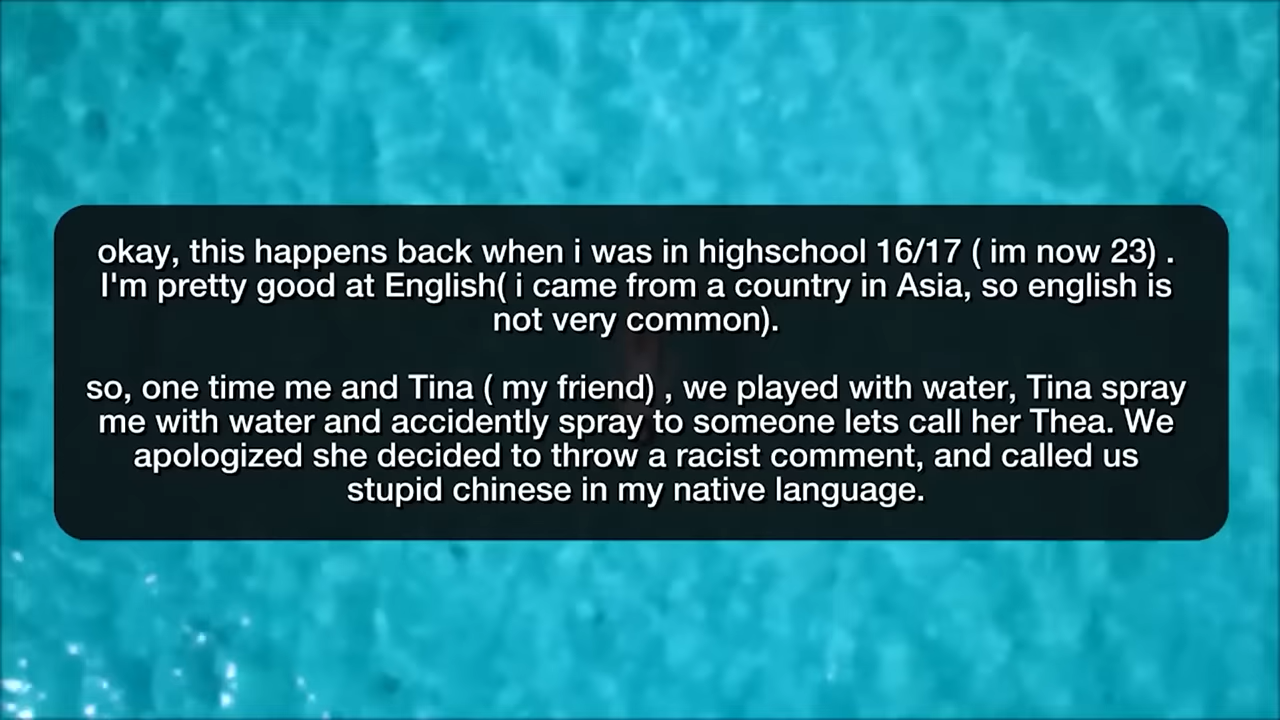 okay, this happens back when i was in highschool 16/17 ( im now 23) .
I'm pretty good at English( i came from a country in Asia, so english is
not very common).
so, one time me and Tina ( my friend) , we played with water, Tina spray
me with water and accidently spray to someone lets call her Thea. We
apologized she decided to throw a racist comment, and called us
stupid chinese in my native language.